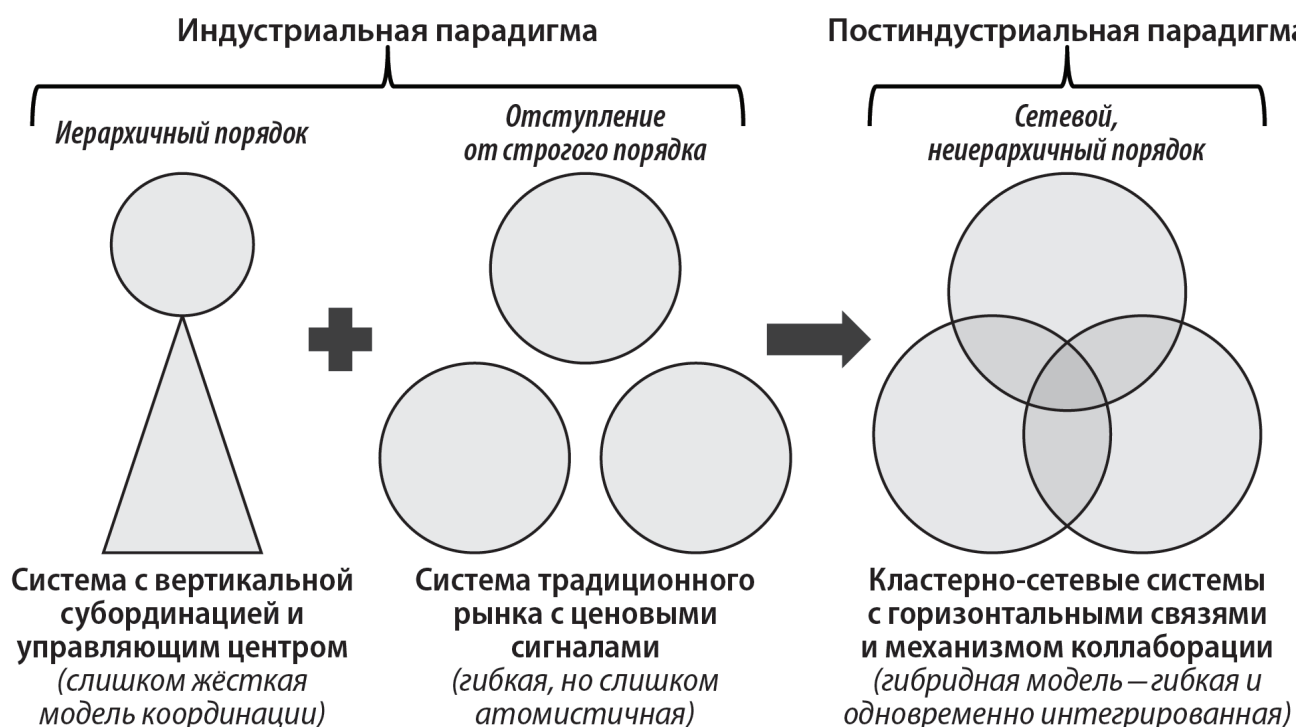 Индустриальная парадигма
Постиндустриальная парадигма
Иерархичный порядок
Отступление
от строгого порядка
Сетевой,
неиерархичный порядок
Система с вертикальной
субординацией и
управляющим центром
(слишком жёсткая
модель координации)
Система традиционного
рынка с ценовыми
сигналами
(гибкая, но слишком
атомистичная)
Кластерно-сетевые системы
с горизонтальными связями
и механизмом коллаборации
(гибридная модель — гибкая и
одновременно интегрированная)